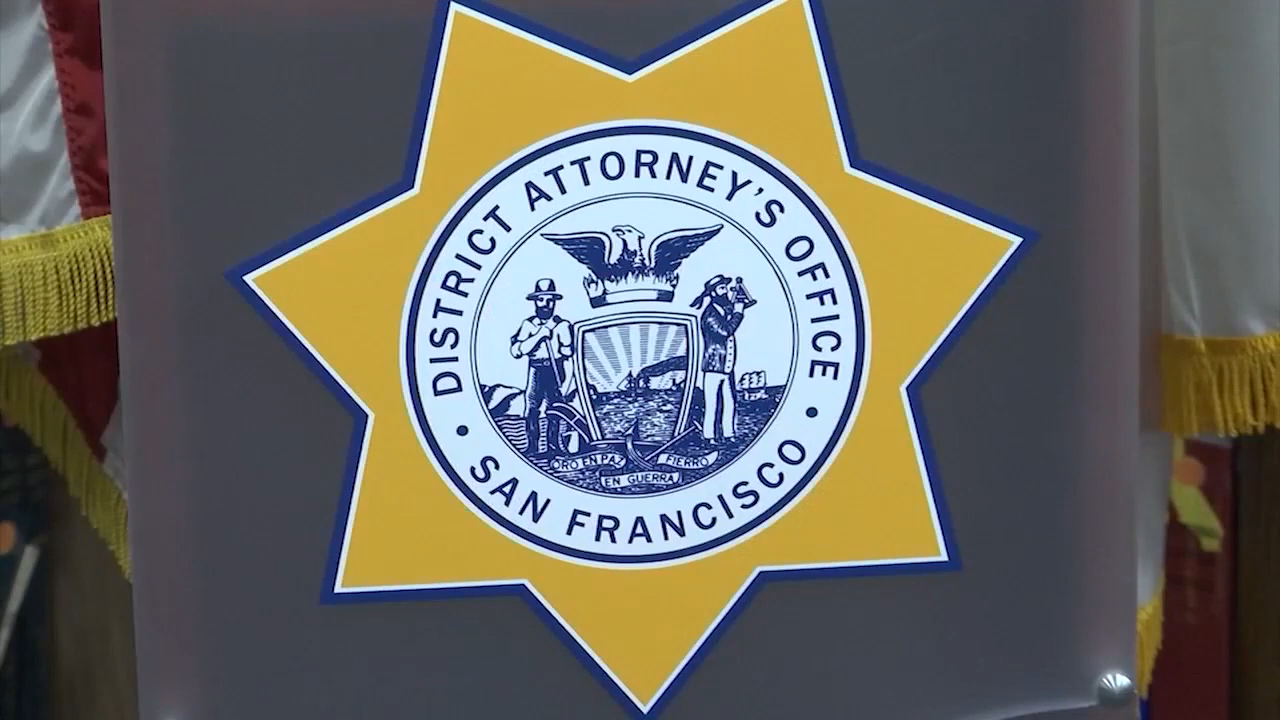 DISTRICT ATTORNEY'S OFFICE
• SAN FRANCISCO •
ORO EN PAZ
FIERRO
EN GUERRA